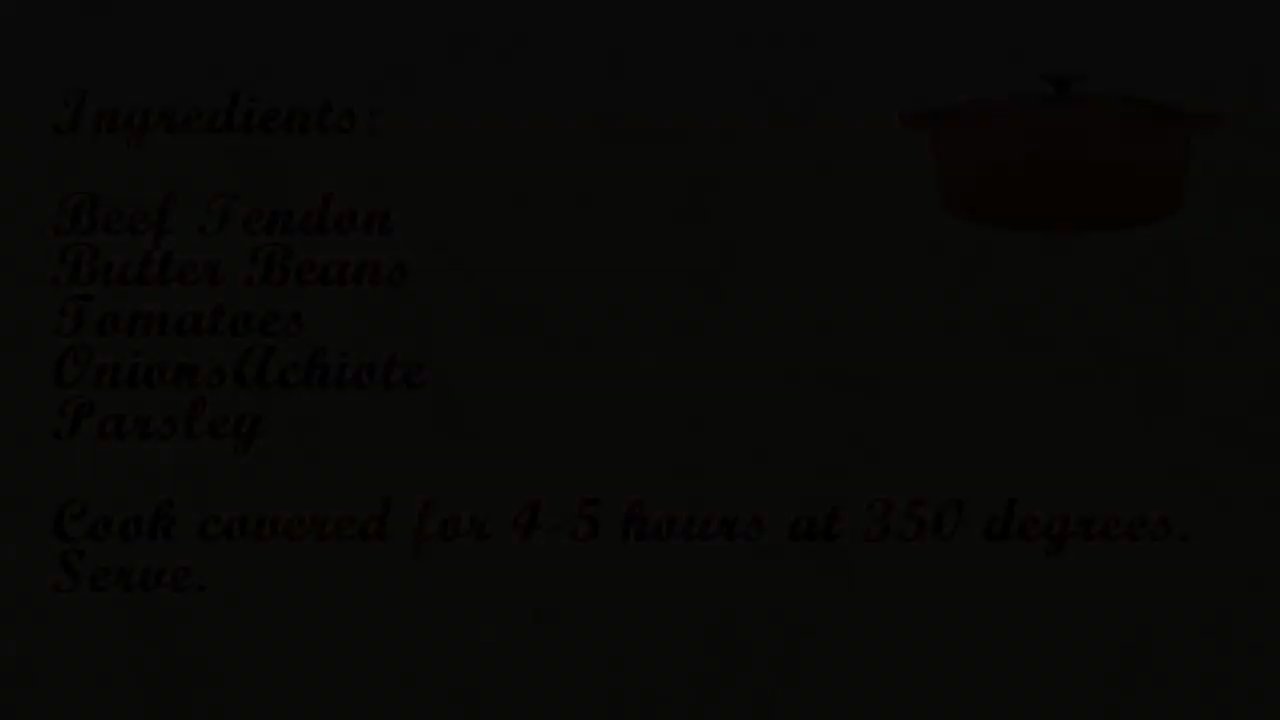 Ingredients:
Beef Tendon
Butter Beans
Tomatoes
OnionsAchiote
Parsley
Cook covered for 4-5 hours at 350 degrees.
Serve.